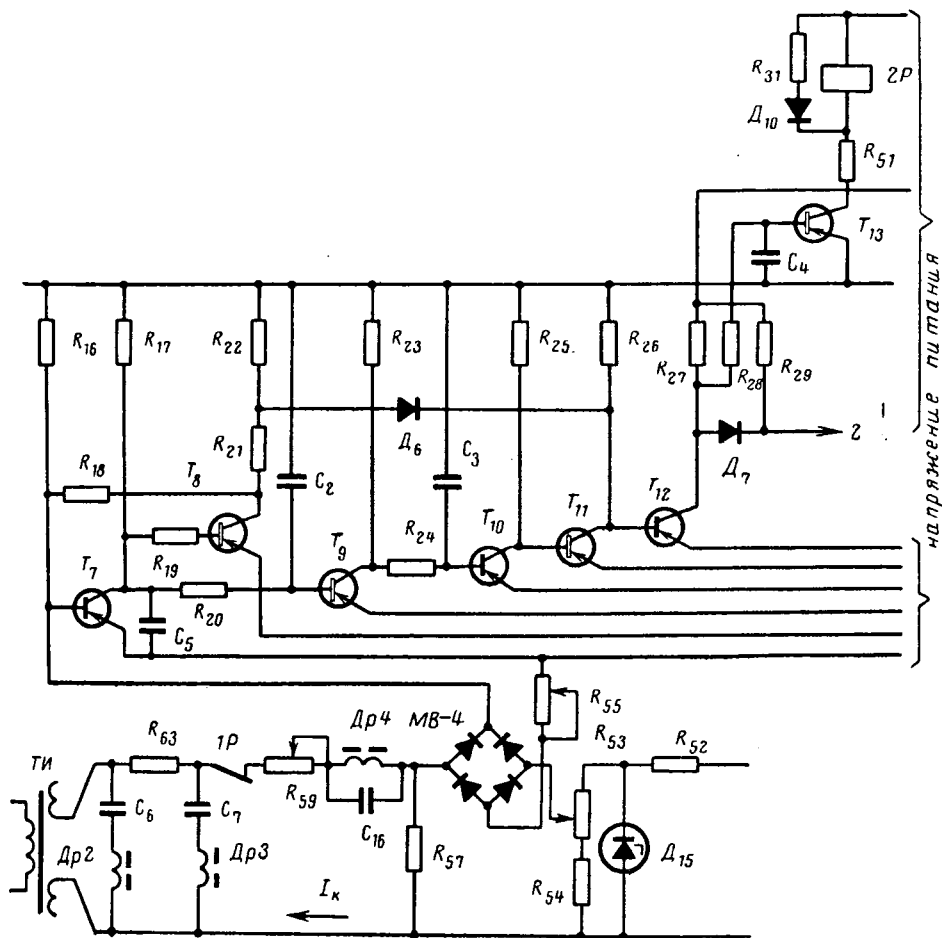 R31
2Р
Д10
R51
T13
C4
R16
R17
R22
R23
R25
R26
R27
R28
R29
напряжение питания
R21
Д6
C3
Д7
2
1
R18
T8
C2
T12
T11
T10
R24
T9
R19
T7
R20
C5
R55
Др4
МВ-4
R53
R52
R63
1Р
ТИ
C6
C7
R59
C16
R57
Д15
Др2
Др3
R54
Iк